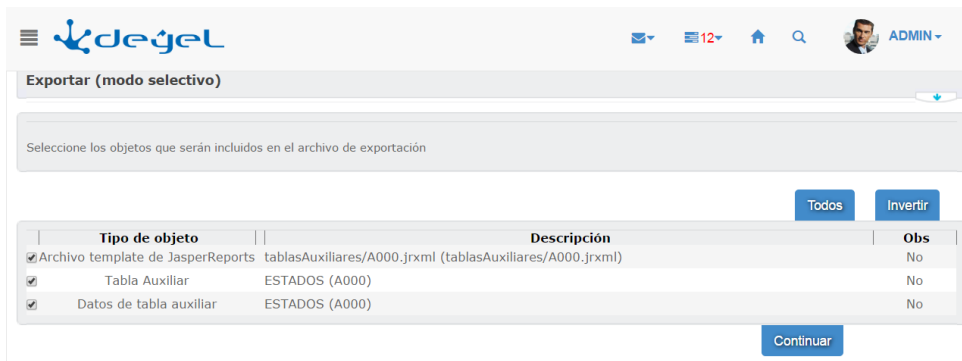 deyel
12
ADMIN
Exportar (modo selectivo)
Seleccione los objetos que serán incluidos en el archivo de exportación
Todos Invertir
Tipo de objeto Descripción Obs
Archivo template de JasperReports tablasAuxiliares/A000.jrxml (tablasAuxiliares/A000.jrxml) No
Tabla Auxiliar ESTADOS (A000) No
Datos de tabla auxiliar ESTADOS (A000) No
Continuar